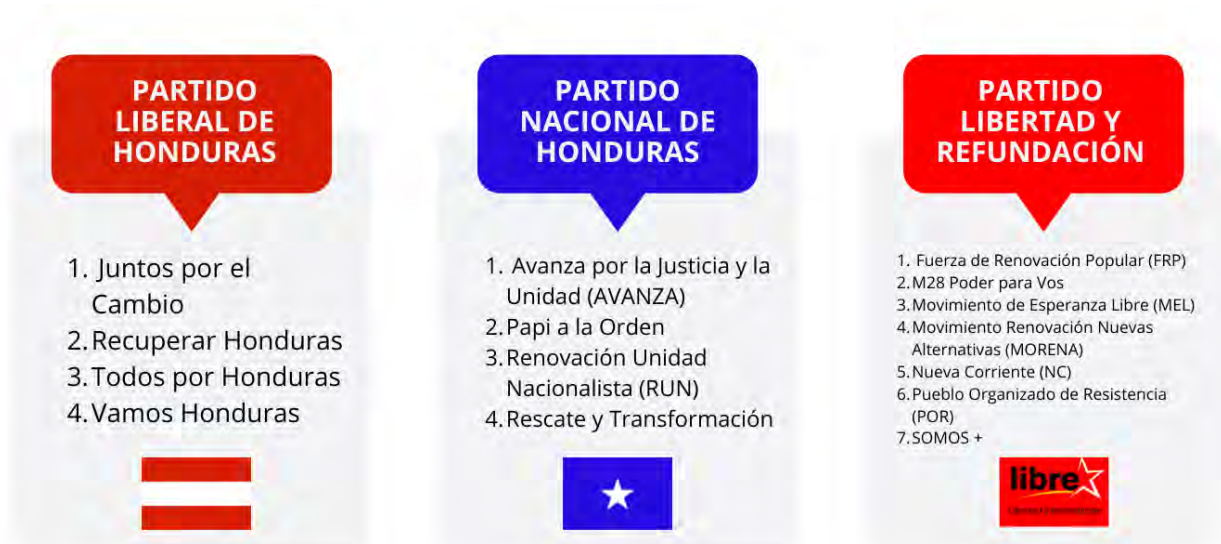 PARTIDO
LIBERAL DE
HONDURAS
1. Juntos por el
Cambio
2. Recuperar Honduras
3. Todos por Honduras
4. Vamos Honduras
PARTIDO
NACIONAL DE
HONDURAS
1. Avanza por la Justicia y la
Unidad (AVANZA)
2. Papi a la Orden
3. Renovación Unidad
Nacionalista (RUN)
4. Rescate y Transformación
PARTIDO
LIBERTAD Y
REFUNDACIÓN
1. Fuerza de Renovación Popular (FRP)
2. M28 Poder para Vos
3. Movimiento de Esperanza Libre (MEL)
4. Movimiento Renovación Nuevas
Alternativas (MORENA)
5. Nueva Corriente (NC)
6. Pueblo Organizado de Resistencia
(POR)
7. SOMOS +
libre